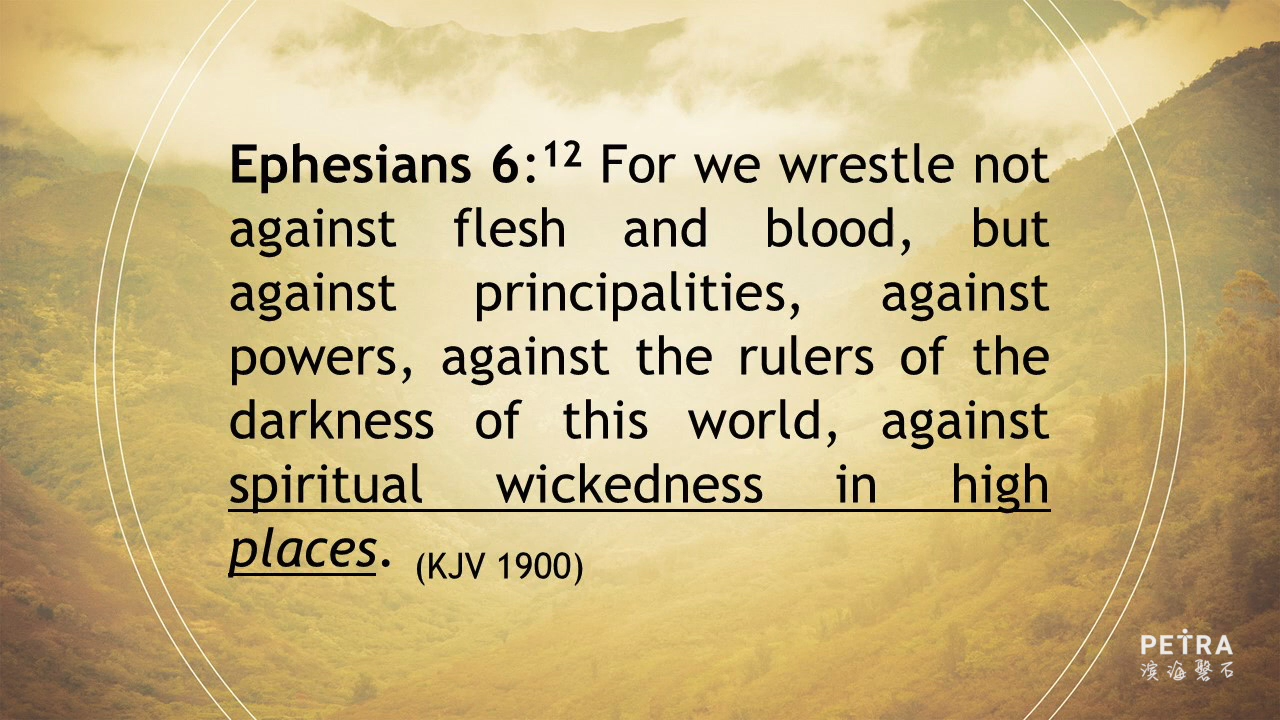 Ephesians 6:12 For we wrestle not
against flesh and blood, but
against principalities, against
powers, against the rulers of the
darkness of this world, against
spiritual wickedness in high
places. (KJV 1900)
PETRA
滨海磐石